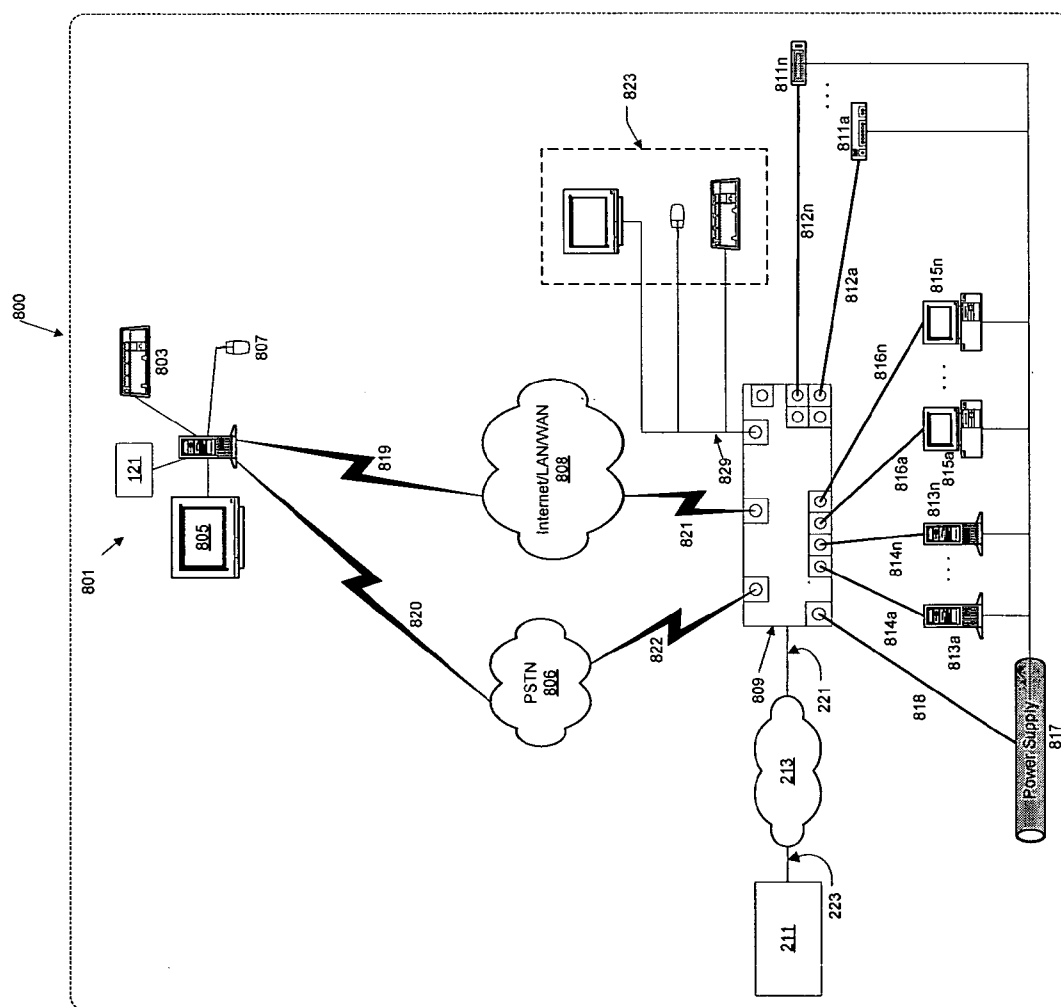 800
801
803
807
121
805
819
820
Internet/LAN/WAN
808
PSTN
806
821
822
823
829
809
221
213
223
211
811n
. . . .
811a
812n
812a
815n
. . . .
815a
816n
816a
813n
. . . .
813a
814n
814a
818
Power Supply
817